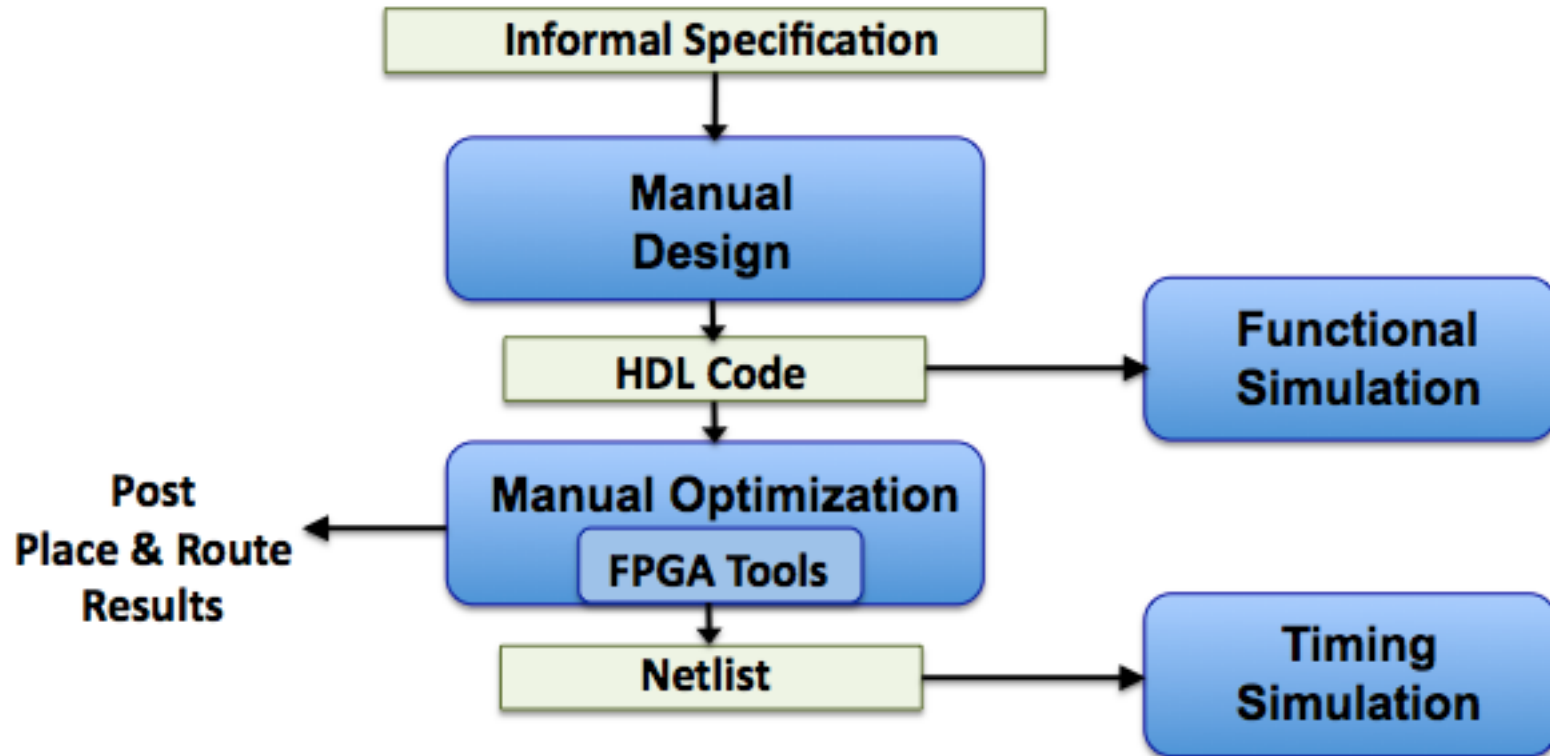 Informal Specification
Manual
Design
HDL Code
Functional
Simulation
Manual Optimization
FPGA Tools
Post
Place & Route
Results
Netlist
Timing
Simulation